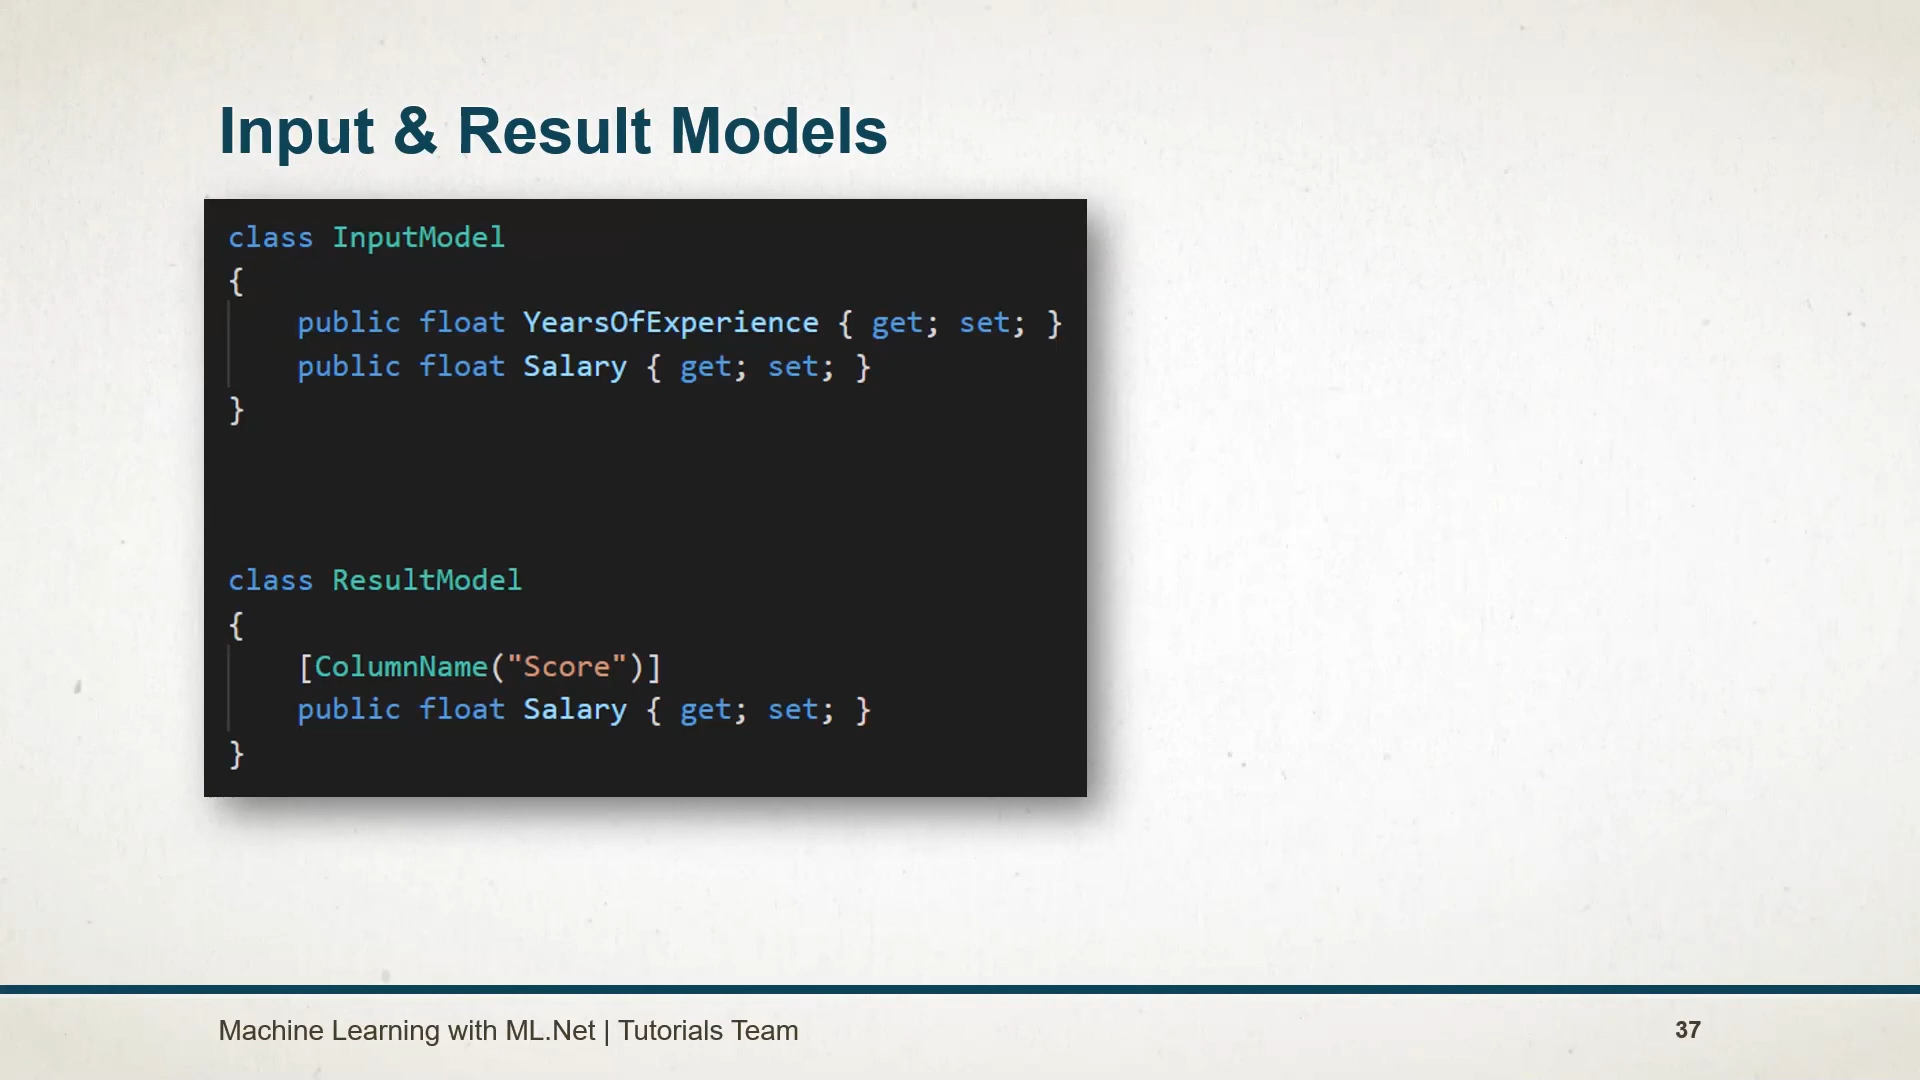 Input & Result Models
class InputModel
{
    public float YearsOfExperience { get; set; }
    public float Salary { get; set; }
}
class ResultModel
{
    [ColumnName("Score")]
    public float Salary { get; set; }
}
Machine Learning with ML.Net | Tutorials Team
37